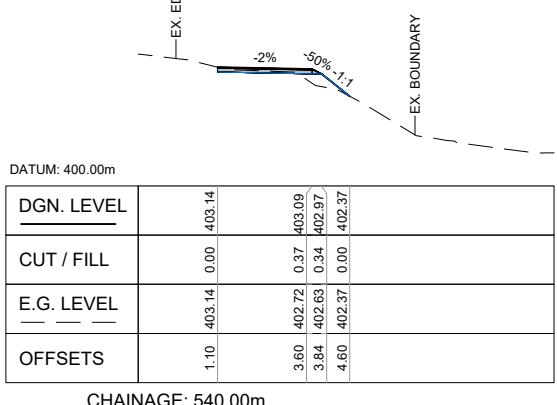 EX. ED
-2%
-50%
-1:1
EX. BOUNDARY
DATUM: 400.00m
DGN. LEVEL 403.14 403.09 402.97 402.37
CUT / FILL 0.00 0.37 0.34 0.00
E.G. LEVEL 403.14 402.72 402.63 402.37
OFFSETS 1.10 3.60 3.84 4.60
CHAINAGE: 540.00m